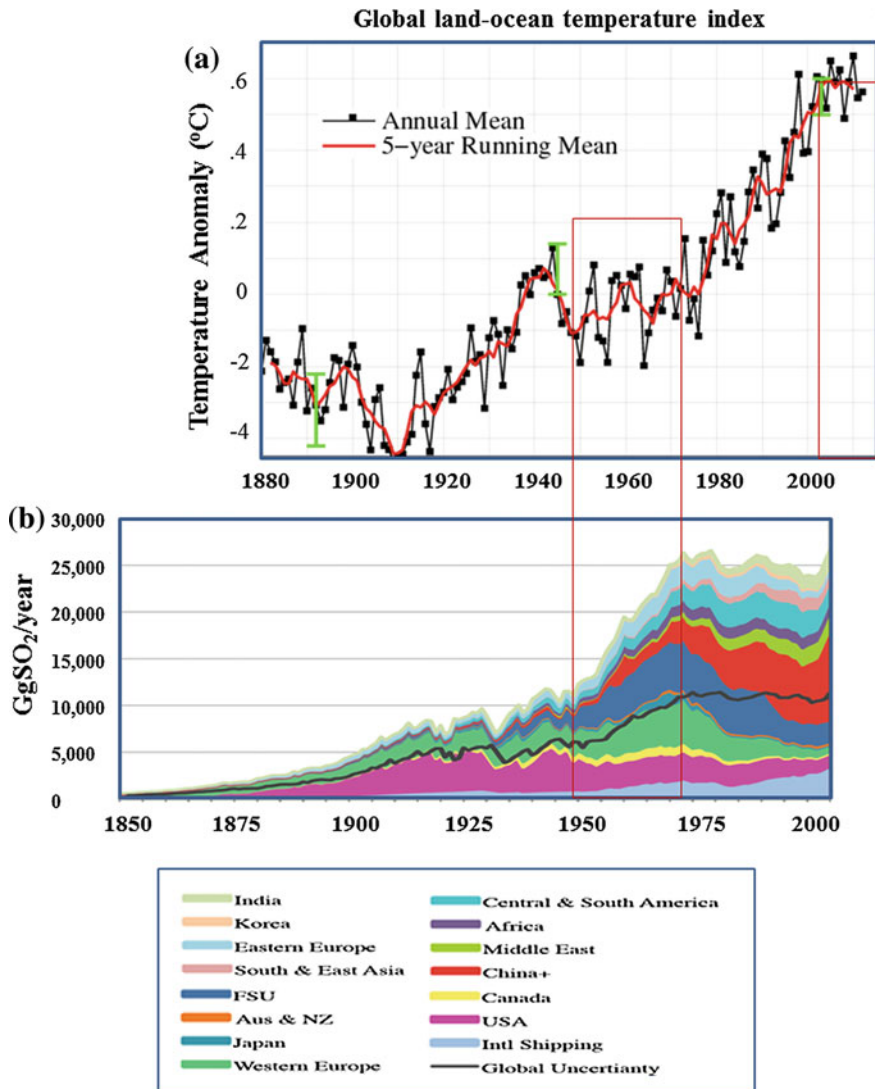 Global land-ocean temperature index
(a)
Temperature Anomaly (°C)
.6
.4
.2
0
-2
-4
Annual Mean
5-year Running Mean
1880 1900 1920 1940 1960 1980 2000
(b)
GgSO₂/year
30,000
25,000
20,000
15,000
10,000
5,000
0
1850 1875 1900 1925 1950 1975 2000
India
Korea
Eastern Europe
South & East Asia
FSU
Aus & NZ
Japan
Western Europe
Central & South America
Africa
Middle East
China+
Canada
USA
Intl Shipping
Global Uncertianty